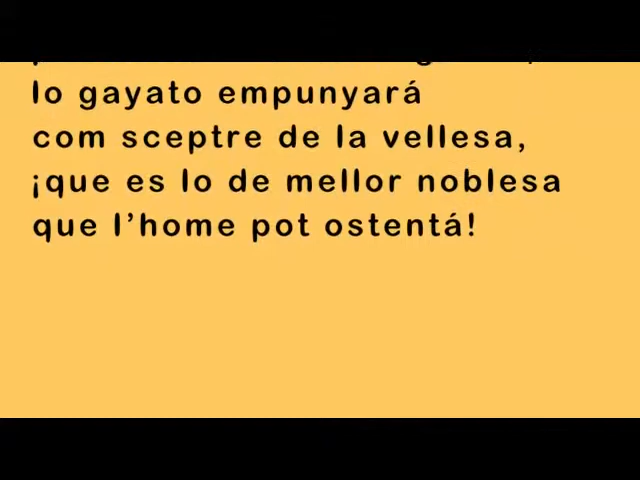 lo gayato empunyará
com sceptre de la vellesa,
¡que es lo de mellor noblesa
que l’home pot ostentá!